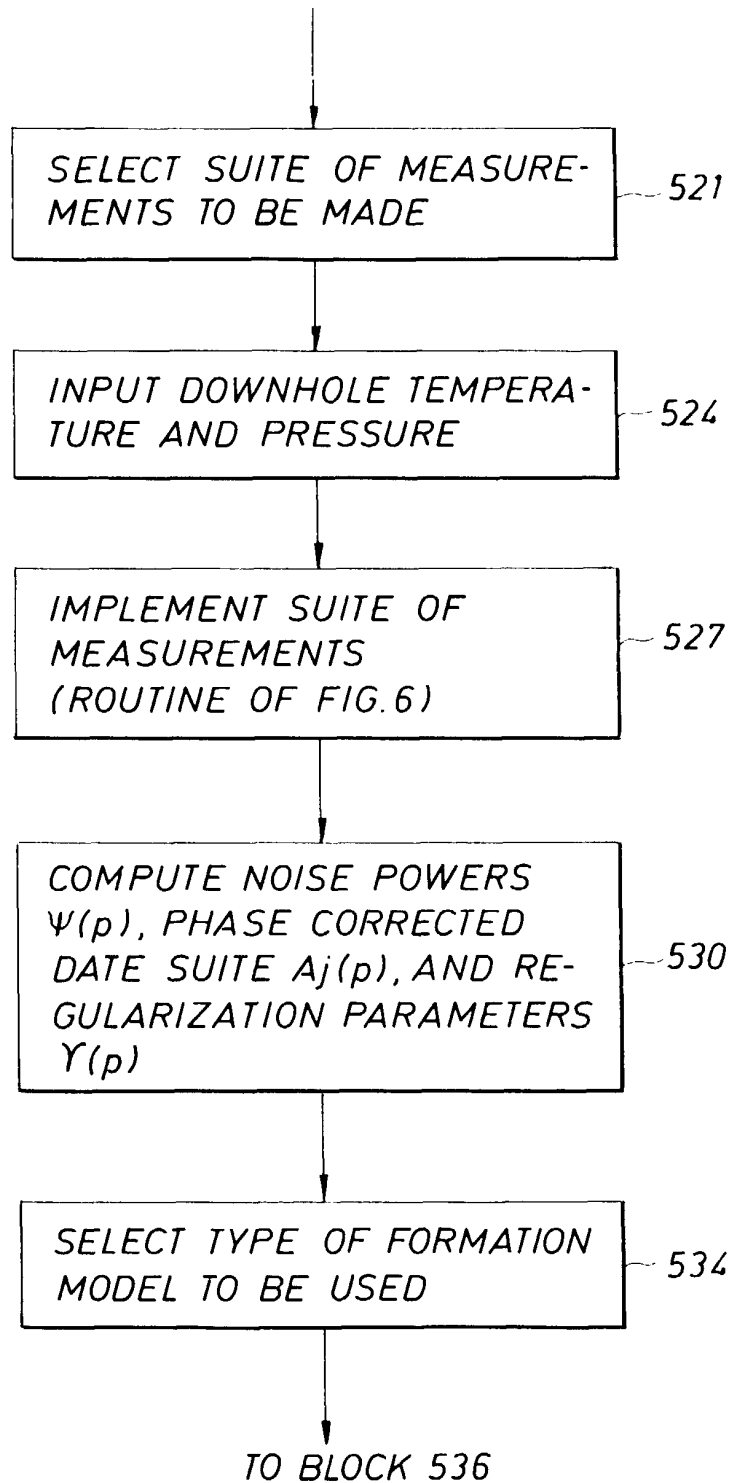 SELECT SUITE OF MEASURE-
MENTS TO BE MADE
521
INPUT DOWNHOLE TEMPERA-
TURE AND PRESSURE
524
IMPLEMENT SUITE OF
MEASUREMENTS
(ROUTINE OF FIG.6)
527
COMPUTE NOISE POWERS
Ψ(p), PHASE CORRECTED
DATE SUITE Aj(p), AND RE-
GULARIZATION PARAMETERS
ϒ(p)
530
SELECT TYPE OF FORMATION
MODEL TO BE USED
534
TO BLOCK 536